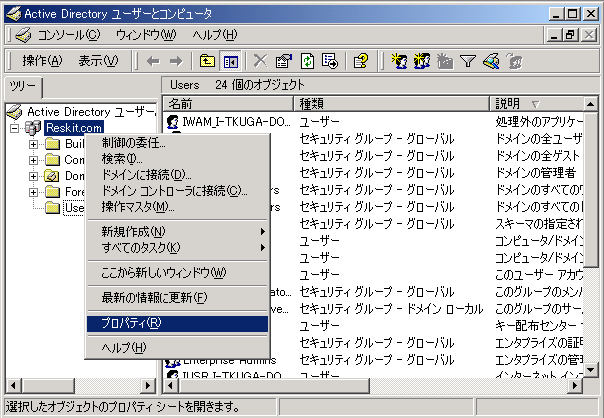 Active Directory ユーザーとコンピュータ
コンソール(C) ウィンドウ(W) ヘルプ(H)
操作(A) 表示(V)
ツリー
Users 24 個のオブジェクト
Active Directory ユーザー
Reskit.com
Buil
Com
Dom
Fore
Use
制御の委任...
検索(I)...
ドメインに接続(D)...
ドメイン コントローラに接続(C)...
操作マスタ(M)...
新規作成(N)
すべてのタスク(K)
ここから新しいウィンドウ(W)
最新の情報に更新(F)
プロパティ(R)
ヘルプ(H)
名前 種類 説明
IWAM_I-TKUGA-DO... ユーザー 処理外のアプリケー
セキュリティ グループ - グローバル ドメインの全ユーザ
セキュリティ グループ - グローバル ドメインの全ゲスト
セキュリティ グループ - グローバル ドメインの管理者
セキュリティ グループ - グローバル ドメインのすべてのワ
rs セキュリティ グループ - グローバル ドメインのすべてのド
セキュリティ グループ - グローバル スキーマの指定され
ユーザー コンピュータ/ドメイン
ユーザー コンピュータ/ドメイン
ユーザー このユーザー アカウ
ato... セキュリティ グループ - グローバル このグループのメンバ
ve... セキュリティ グループ - ドメイン ローカル このグループのサー
ユーザー キー配布センター
セキュリティ グループ - グローバル エンタプライズの証明
Enterprise Admins セキュリティ グループ - グローバル エンタプライズの管理
IUSR_I-TKUGA-DO... ユーザー インターネット イン
選択したオブジェクトのプロパティ シートを開きます。